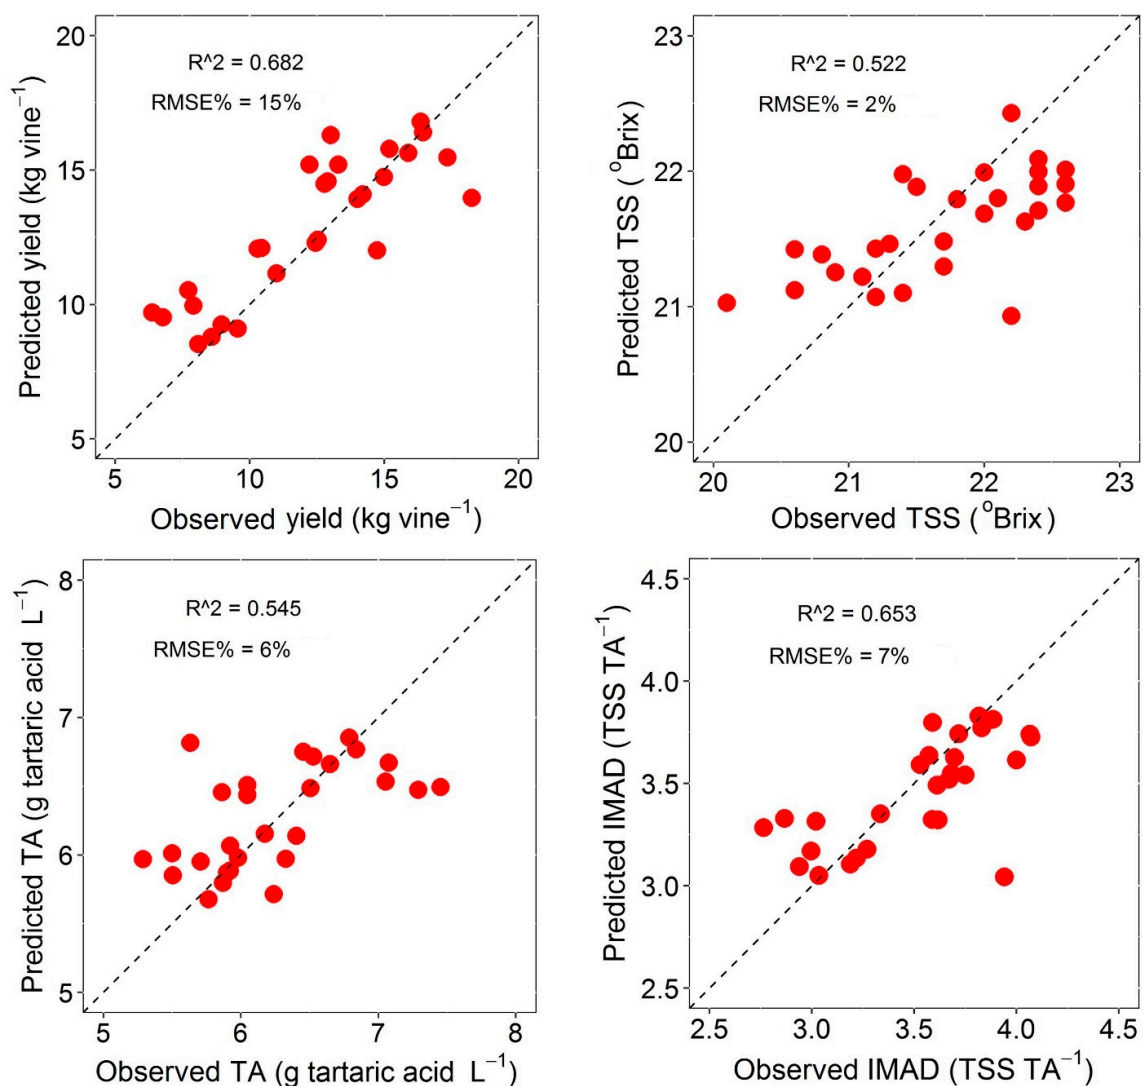 R^2 = 0.682
RMSE% = 15%
Predicted yield (kg vine⁻¹)
20
15
10
5
5 10 15 20
Observed yield (kg vine⁻¹)
R^2 = 0.522
RMSE% = 2%
Predicted TSS (°Brix)
23
22
21
20
20 21 22 23
Observed TSS (°Brix)
R^2 = 0.545
RMSE% = 6%
Predicted TA (g tartaric acid L⁻¹)
8
7
6
5
5 6 7 8
Observed TA (g tartaric acid L⁻¹)
R^2 = 0.653
RMSE% = 7%
Predicted IMAD (TSS TA⁻¹)
4.5
4.0
3.5
3.0
2.5
2.5 3.0 3.5 4.0 4.5
Observed IMAD (TSS TA⁻¹)